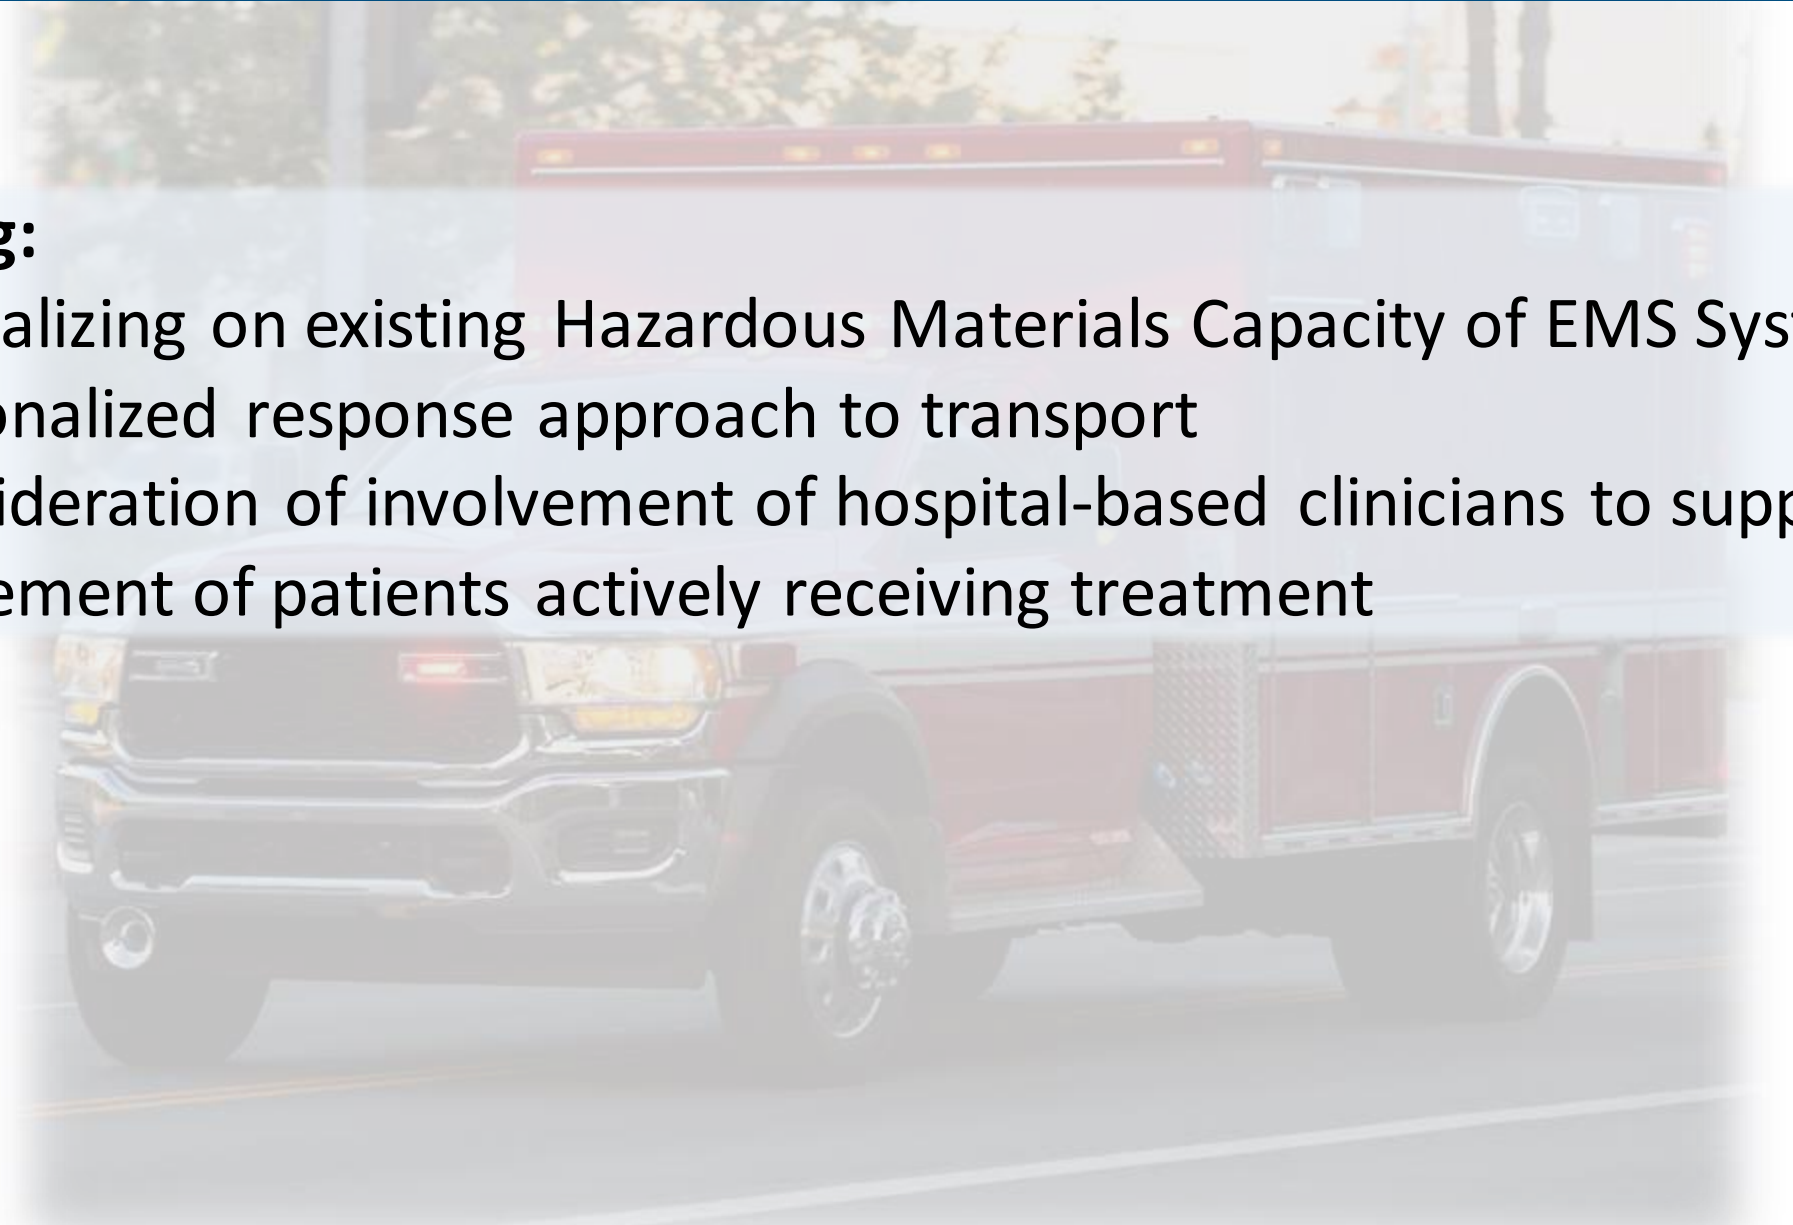 g:
alizing on existing Hazardous Materials Capacity of EMS Syst
onalized response approach to transport
ideration of involvement of hospital-based clinicians to supp
ement of patients actively receiving treatment